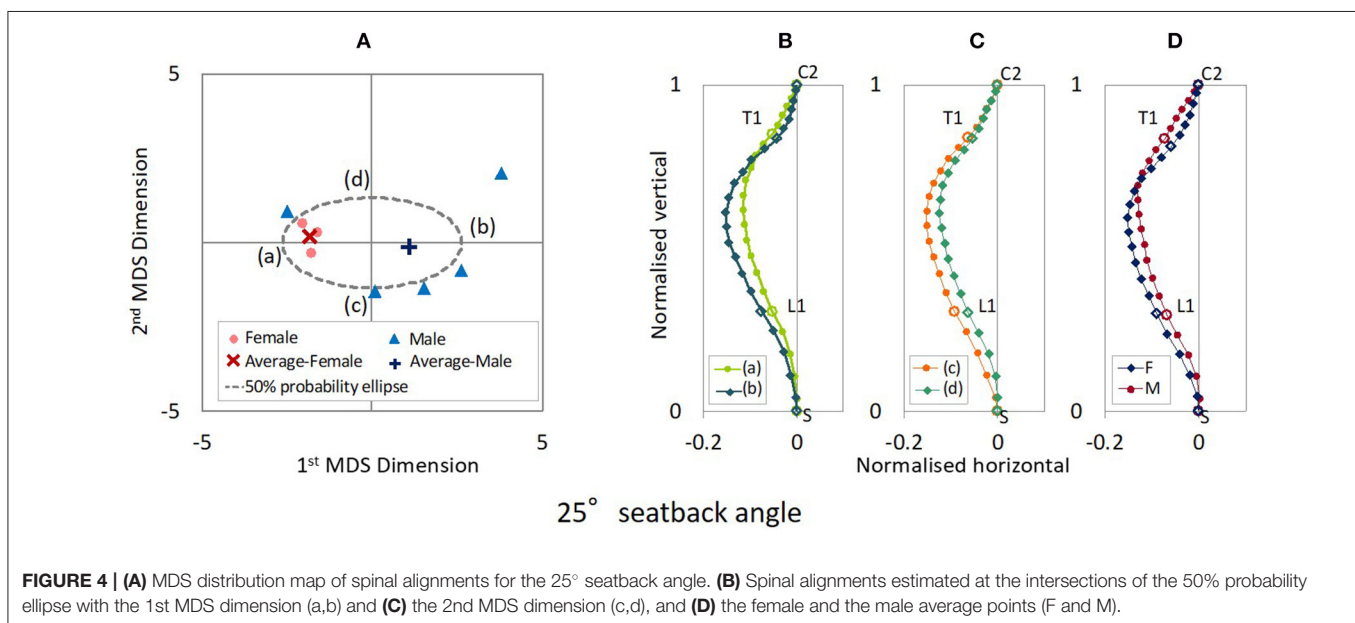 A
B
C
D
5
2nd MDS Dimension
(d)
(b)
(a)
(c)
Female
Male
Average-Female
Average-Male
50% probability ellipse
-5
-5
5
1st MDS Dimension
C2
1
T1
Normalised vertical
L1
(a)
(b)
0
S
-0.2
0
C2
1
T1
L1
(c)
(d)
0
S
-0.2
0
C2
1
T1
L1
F
M
0
S
-0.2
0
Normalised horizontal
25° seatback angle
FIGURE 4 | (A) MDS distribution map of spinal alignments for the 25° seatback angle. (B) Spinal alignments estimated at the intersections of the 50% probability
ellipse with the 1st MDS dimension (a,b) and (C) the 2nd MDS dimension (c,d), and (D) the female and the male average points (F and M).